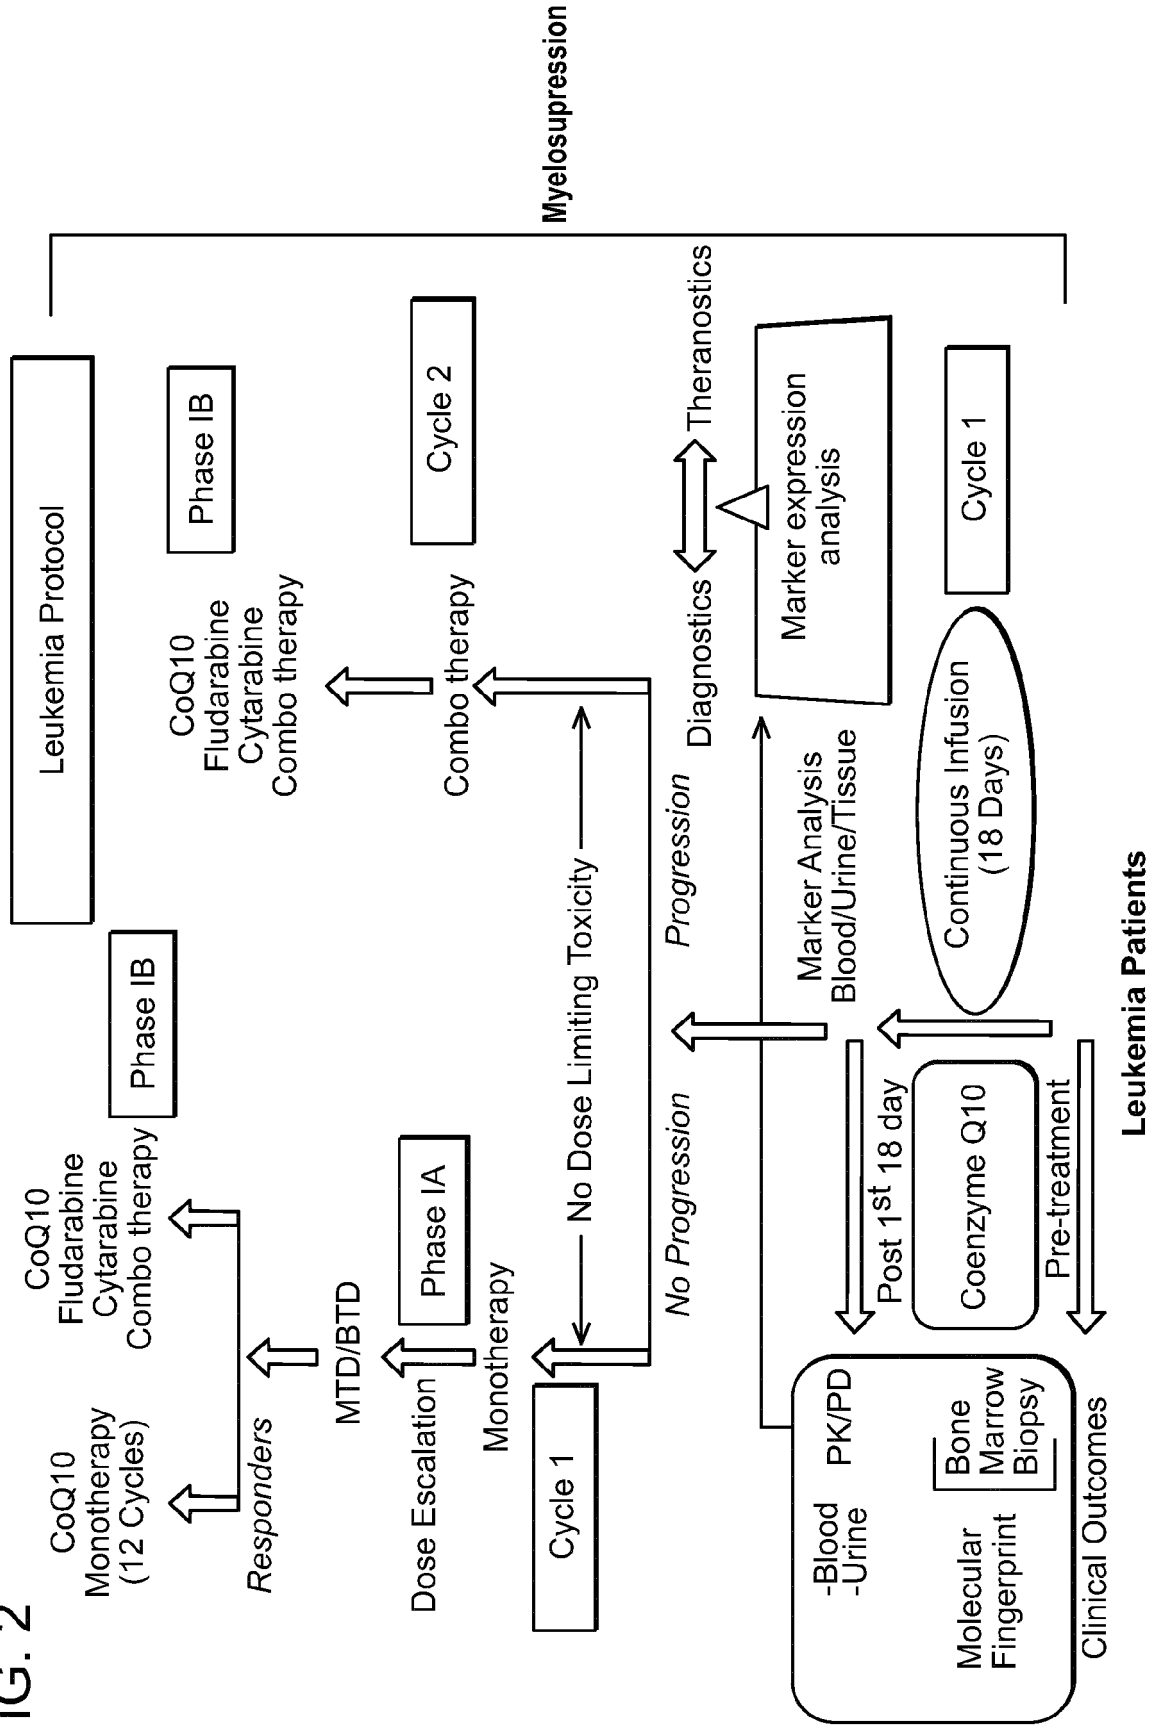 IG. 2
Leukemia Protocol
CoQ10
Monotherapy
(12 Cycles)
CoQ10
Fludarabine
Cytarabine
Combo therapy
Phase IB
CoQ10
Fludarabine
Cytarabine
Combo therapy
Phase IB
Responders
MTD/BTD
Dose Escalation
Phase IA
Combo therapy
Cycle 2
Monotherapy
Cycle 1
No Dose Limiting Toxicity
No Progression
Progression
Diagnostics
Theranostics
Myelosupression
-Blood
-Urine
PK/PD
Molecular
Fingerprint
Bone
Marrow
Biopsy
Clinical Outcomes
Post 1st 18 day
Coenzyme Q10
Pre-treatment
Marker Analysis
Blood/Urine/Tissue
Marker expression
analysis
Continuous Infusion
(18 Days)
Cycle 1
Leukemia Patients